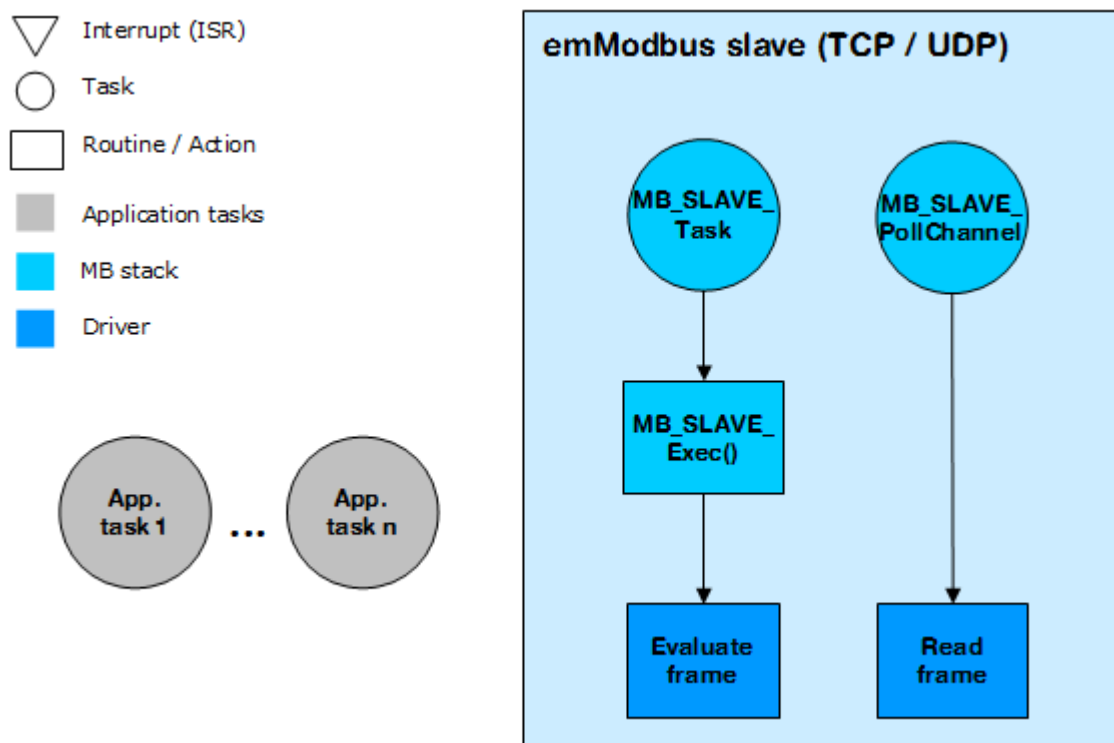 Interrupt (ISR)
Task
Routine / Action
Application tasks
MB stack
Driver
App.
task 1
...
App.
task n
emModbus slave (TCP / UDP)
MB_SLAVE_
Task
MB_SLAVE_
PollChannel
MB_SLAVE_
Exec()
Evaluate
frame
Read
frame